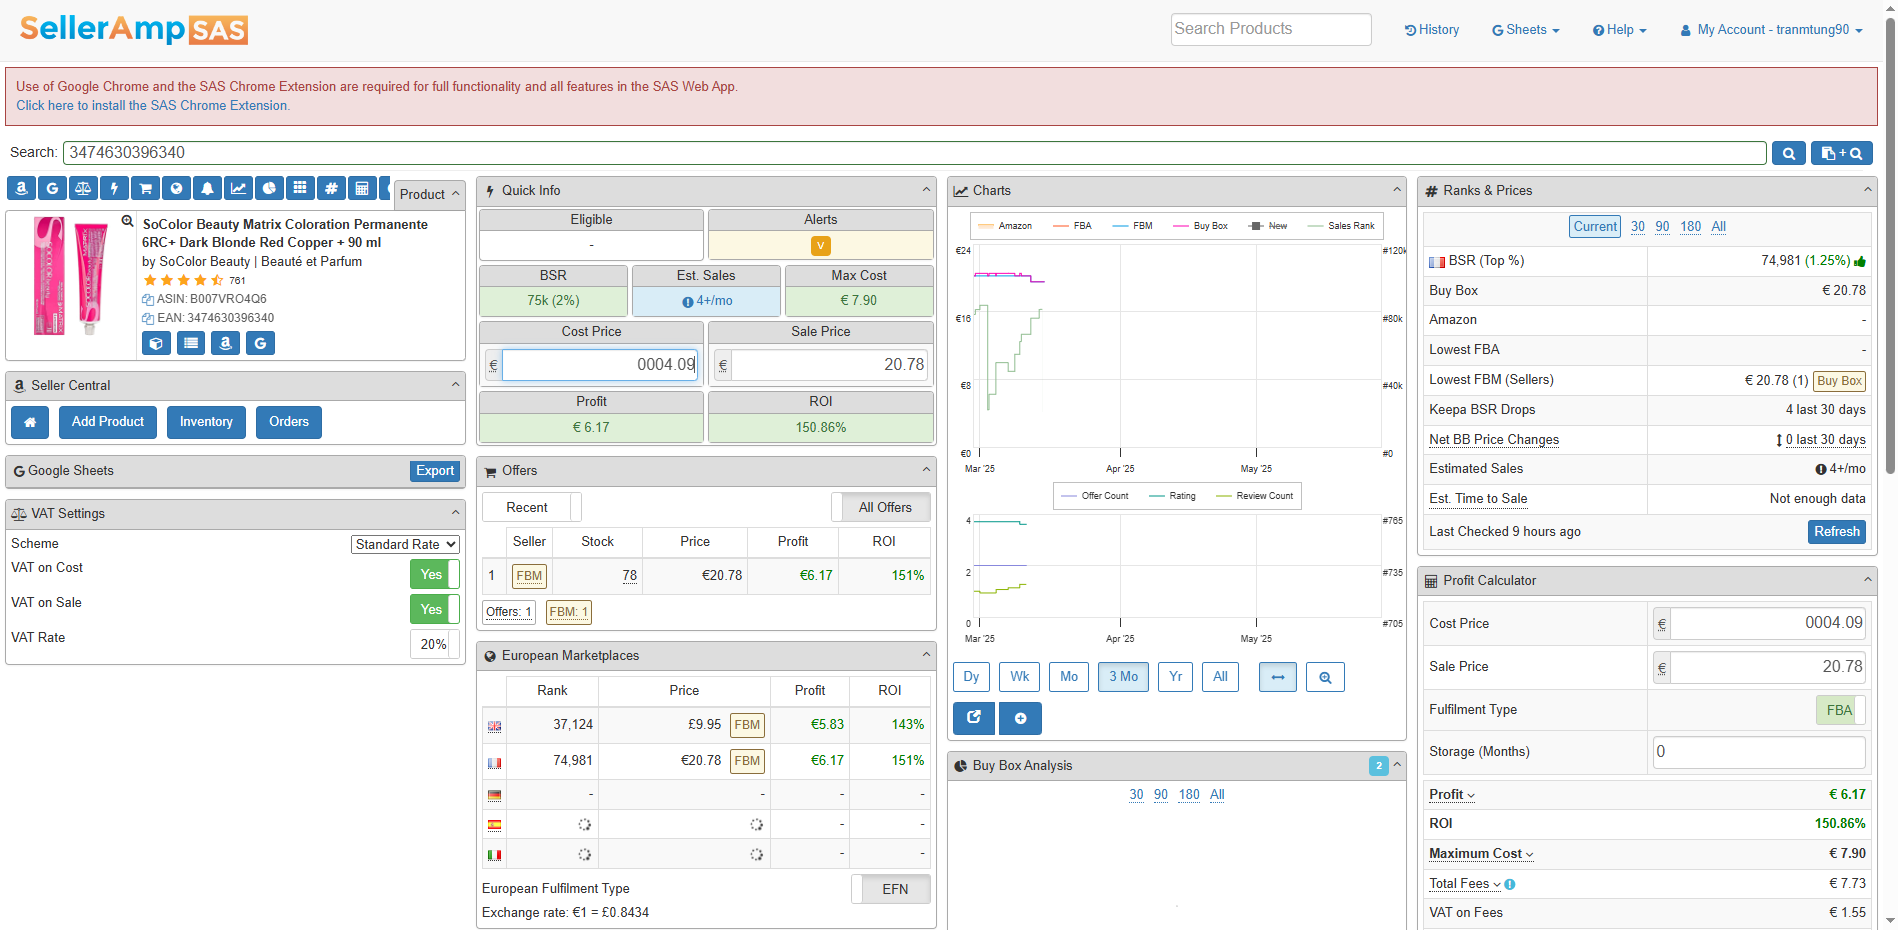 SellerAmp SAS
Search Products
History
G Sheets
Help
My Account - tranmtung90
Use of Google Chrome and the SAS Chrome Extension are required for full functionality and all features in the SAS Web App.
Click here to install the SAS Chrome Extension.
Search: 3474630396340
Product
SoColor Beauty Matrix Coloration Permanente
6RC+ Dark Blonde Red Copper + 90 ml
by SoColor Beauty | Beauté et Parfum
761
ASIN: B007VRO4Q6
EAN: 3474630396340
Seller Central
Add Product
Inventory
Orders
Google Sheets
Export
VAT Settings
Scheme Standard Rate
VAT on Cost Yes
VAT on Sale Yes
VAT Rate 20%
Quick Info
Eligible Alerts
- V
BSR Est. Sales Max Cost
75k (2%) 4+/mo € 7.90
Cost Price Sale Price
€ 0004.09 € 20.78
Profit ROI
€ 6.17 150.86%
Offers
Recent All Offers
Seller Stock Price Profit ROI
1 FBM 78 €20.78 €6.17 151%
Offers: 1 FBM: 1
European Marketplaces
Rank Price Profit ROI
37,124 £9.95 FBM €5.83 143%
74,981 €20.78 FBM €6.17 151%
- - - -
- -
- -
European Fulfilment Type EFN
Exchange rate: €1 = £0.8434
Charts
Amazon FBA FBM Buy Box New Sales Rank
€24 #120k
€16 #80k
€8 #40k
€0 #0
Mar '25 Apr '25 May '25
Offer Count Rating Review Count
4 #765
2 #735
0 #705
Mar '25 Apr '25 May '25
Dy Wk Mo 3 Mo Yr All
Buy Box Analysis 2
30 90 180 All
Ranks & Prices
Current 30 90 180 All
BSR (Top %) 74,981 (1.25%)
Buy Box € 20.78
Amazon -
Lowest FBA -
Lowest FBM (Sellers) € 20.78 (1) Buy Box
Keepa BSR Drops 4 last 30 days
Net BB Price Changes 0 last 30 days
Estimated Sales 4+/mo
Est. Time to Sale Not enough data
Last Checked 9 hours ago Refresh
Profit Calculator
Cost Price € 0004.09
Sale Price € 20.78
Fulfilment Type FBA
Storage (Months) 0
Profit € 6.17
ROI 150.86%
Maximum Cost € 7.90
Total Fees € 7.73
VAT on Fees € 1.55